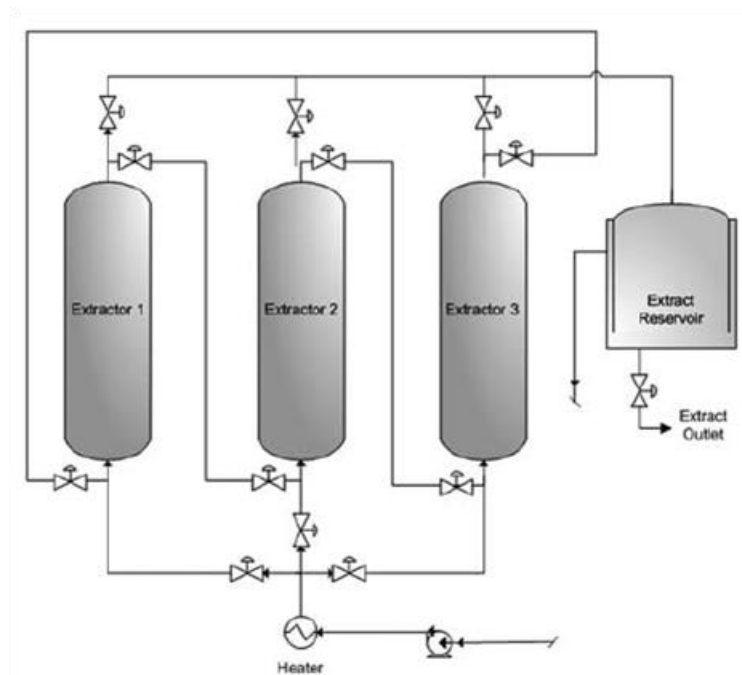 Extractor 1
Extractor 2
Extractor 3
Extract
Reservoir
Extract
Outlet
Heater